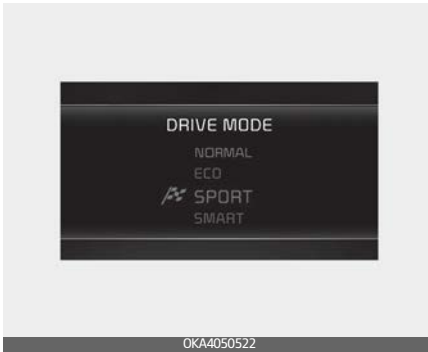 DRIVE MODE
NORMAL
ECO
SPORT
SMART
OKA4050522